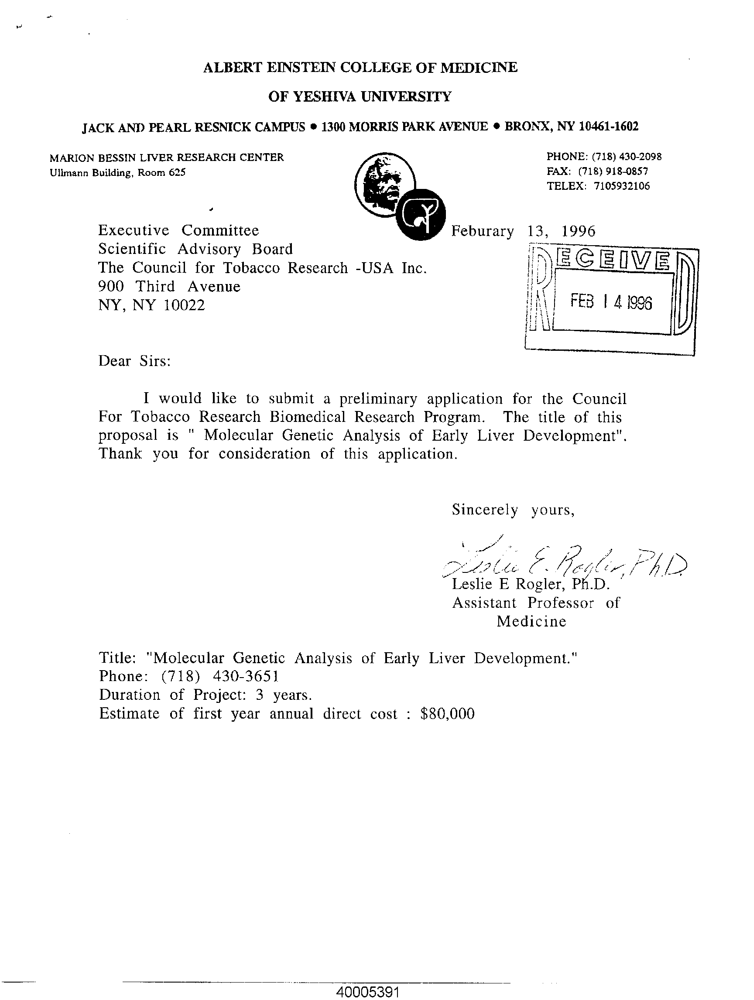 ALBERT EINSTEIN COLLEGE OF MEDICINE
OF YESHIVA UNIVERSITY
JACK AND PEARL RESNICK CAMPUS ● 1300 MORRIS PARK AVENUE ● BRONX, NY 10461-1602
MARION BESSIN LIVER RESEARCH CENTER
Ullmann Building, Room 625
PHONE: (718) 430-2098
FAX: (718) 918-0857
TELEX: 7105932106
Feburary 13, 1996
Executive Committee
Scientific Advisory Board
The Council for Tobacco Research -USA Inc.
900 Third Avenue
NY, NY 10022
RECEIVED
FEB 14 1996
Dear Sirs:
I would like to submit a preliminary application for the Council
For Tobacco Research Biomedical Research Program. The title of this
proposal is " Molecular Genetic Analysis of Early Liver Development".
Thank you for consideration of this application.
Sincerely yours,
Leslie E. Rogler, Ph.D.
Leslie E Rogler, Ph.D.
Assistant Professor of
Medicine
Title: "Molecular Genetic Analysis of Early Liver Development."
Phone: (718) 430-3651
Duration of Project: 3 years.
Estimate of first year annual direct cost : $80,000
40005391